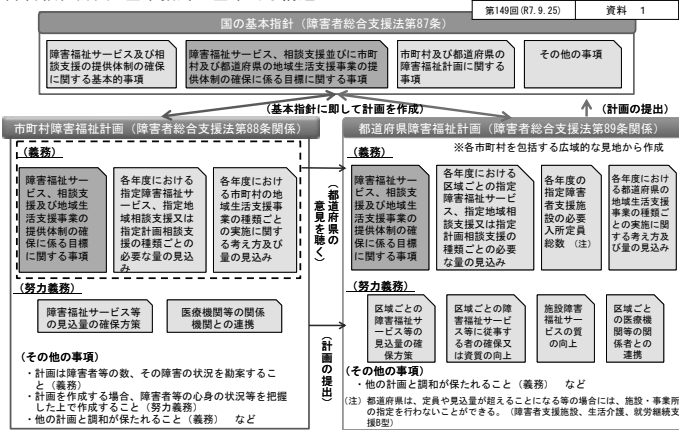 第149回(R7.9.25)
資料 1
国の基本指針（障害者総合支援法第87条）
障害福祉サービス及び相
談支援の提供体制の確保
に関する基本的事項
障害福祉サービス、相談支援並びに市町
村及び都道府県の地域生活支援事業の提
供体制の確保に係る目標に関する事項
市町村及び都道府県の
障害福祉計画に関する
事項
その他の事項
（基本指針に即して計画を作成）
（計画の提出）
市町村障害福祉計画（障害者総合支援法第88条関係）
（義務）
障害福祉サー
ビス、相談支
援及び地域生
活支援事業の
提供体制の確
保に係る目標
に関する事項
各年度における
指定障害福祉サー
ビス、指定地
域相談支援又は
指定計画相談支
援の種類ごとの
必要な量の見込
み
各年度におけ
る市町村の地
域生活支援事
業の種類ごと
の実施に関す
る考え方及び
量の見込み
（努力義務）
障害福祉サービス等
の見込量の確保方策
医療機関等の関係
機関との連携
（その他の事項）
・計画は障害者等の数、その障害の状況を勘案するこ
と（義務）
・計画を作成する場合、障害者等の心身の状況等を把握
した上で作成すること（努力義務）
・他の計画と調和が保たれること（義務） など
（都道府県の
意見を聴く）
（計画の提出）
都道府県障害福祉計画（障害者総合支援法第89条関係）
※各市町村を包括する広域的な見地から作成
（義務）
障害福祉サー
ビス、相談支
援及び地域生
活支援事業の
提供体制の確
保に係る目標
に関する事項
各年度における
区域ごとの指定
障害福祉サービ
ス、指定地域相
談支援又は指定
計画相談支援の
種類ごとの必要
な量の見込み
各年度の
指定障害
者支援施
設の必要
入所定員
総数 （注）
各年度におけ
る都道府県の
地域生活支援
事業の種類ご
との実施に関
する考え方及
び量の見込み
（努力義務）
区域ごとの
障害福祉サー
ビス等の
見込量の確
保方策
区域ごとの障
害福祉サービ
ス等に従事す
る者の確保又
は資質の向上
施設障害
福祉サー
ビスの質
の向上
区域ごと
の医療機
関等の関
係者との
連携
（その他の事項）
・他の計画と調和が保たれること（義務） など
（注）都道府県は、定員や見込量が超えることになる等の場合には、施設・事業所
の指定を行わないことができる。（障害者支援施設、生活介護、就労継続支
援B型）